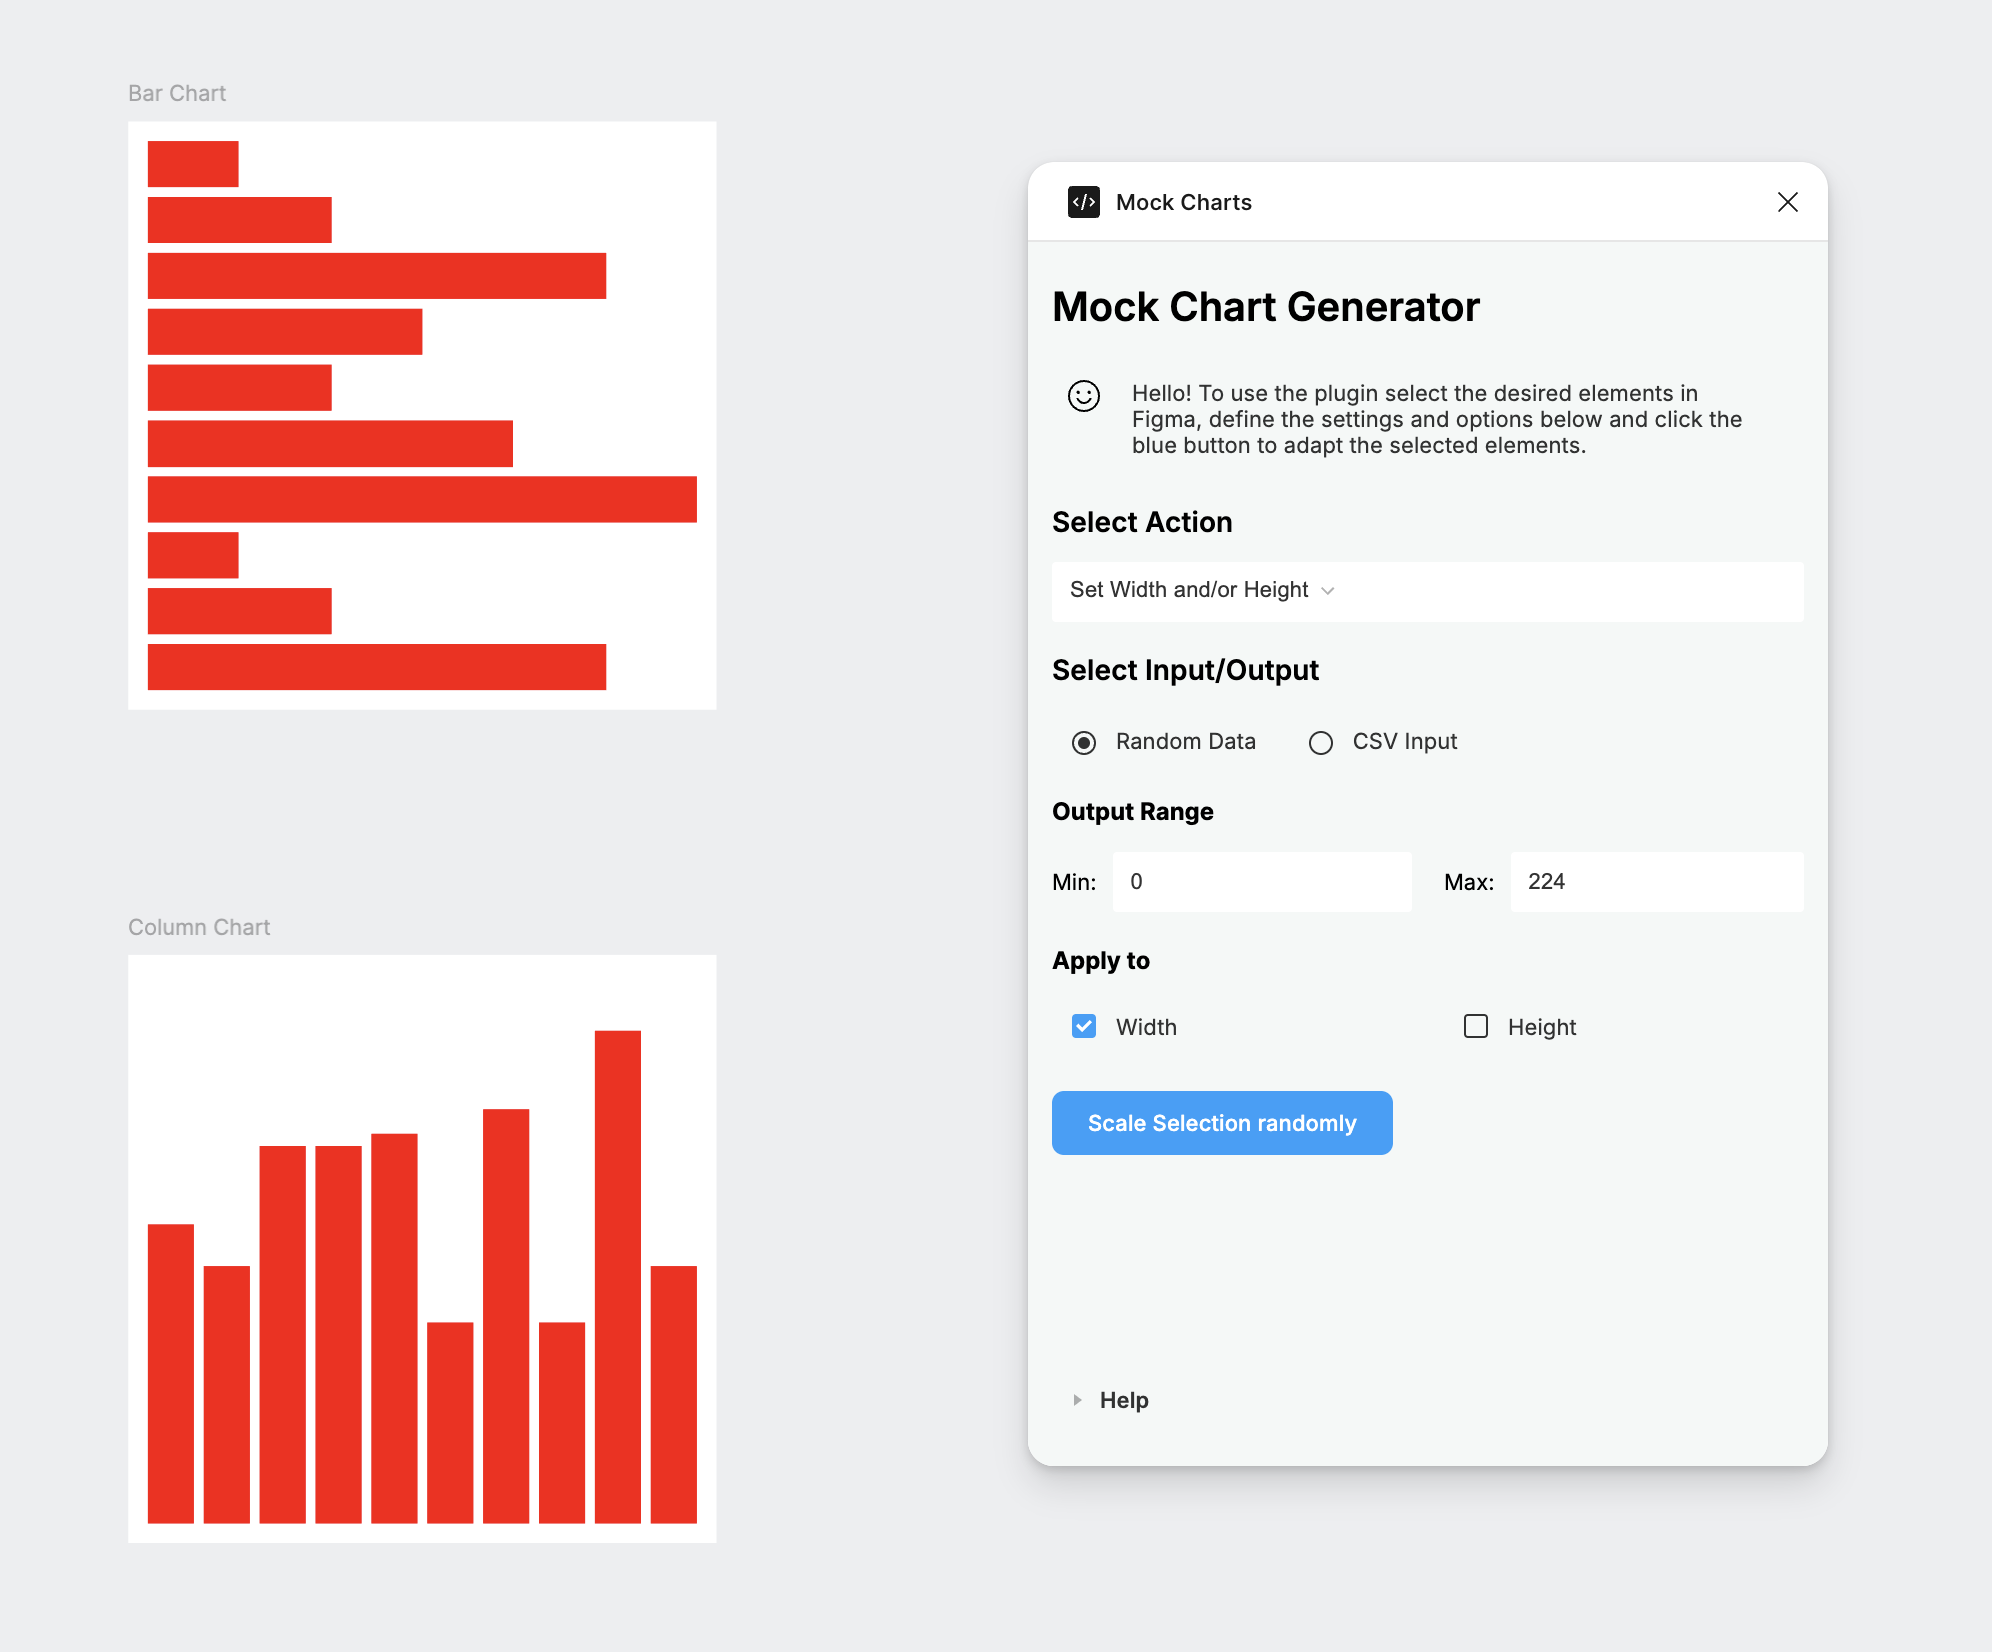 Bar Chart
Column Chart
</> Mock Charts
Mock Chart Generator
Hello! To use the plugin select the desired elements in
Figma, define the settings and options below and click the
blue button to adapt the selected elements.
Select Action
Set Width and/or Height
Select Input/Output
Random Data CSV Input
Output Range
Min: 0 Max: 224
Apply to
Width Height
Scale Selection randomly
Help